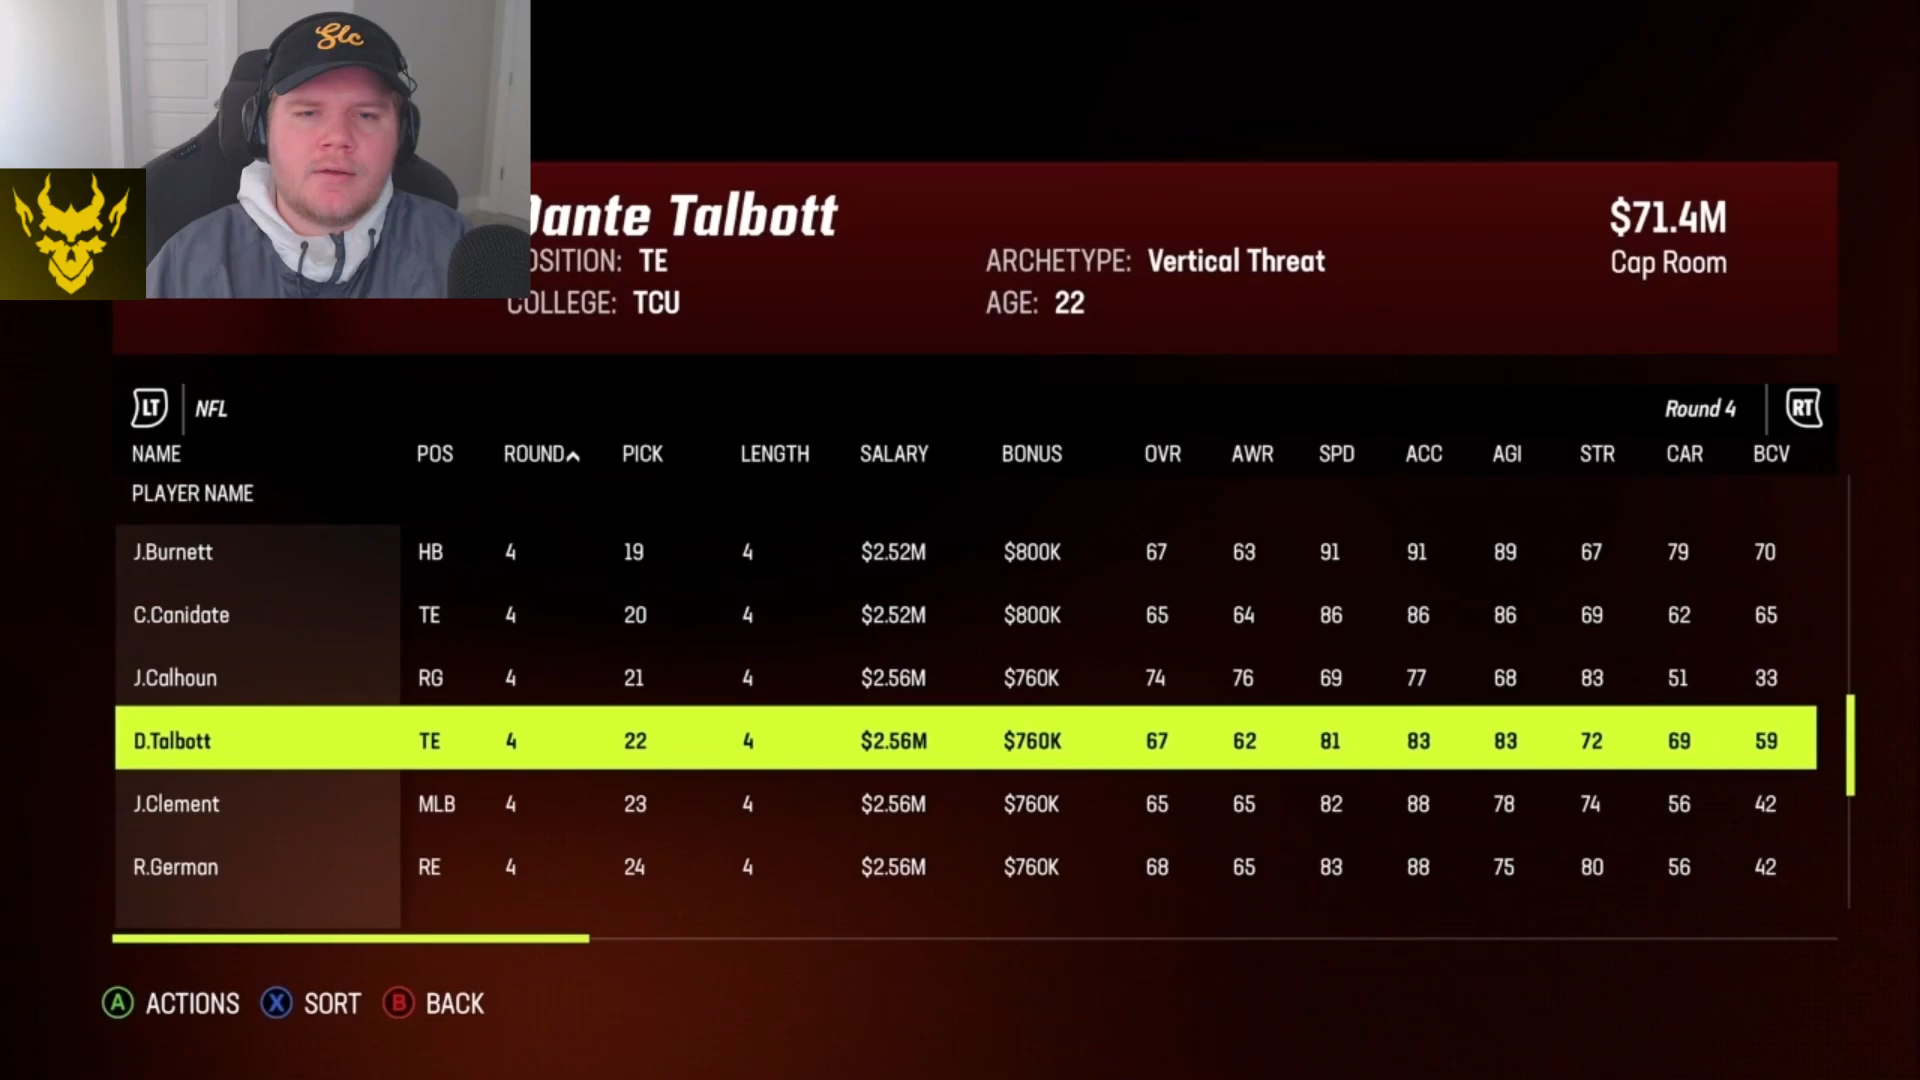 Slc
Dante Talbott
POSITION: TE
COLLEGE: TCU
ARCHETYPE: Vertical Threat
AGE: 22
$71.4M
Cap Room
LT NFL Round 4 RT
NAME POS ROUND PICK LENGTH SALARY BONUS OVR AWR SPD ACC AGI STR CAR BCV
PLAYER NAME
J.Burnett HB 4 19 4 $2.52M $800K 67 63 91 91 89 67 79 70
C.Canidate TE 4 20 4 $2.52M $800K 65 64 86 86 86 69 62 65
J.Calhoun RG 4 21 4 $2.56M $760K 74 76 69 77 68 83 51 33
D.Talbott TE 4 22 4 $2.56M $760K 67 62 81 83 83 72 69 59
J.Clement MLB 4 23 4 $2.56M $760K 65 65 82 88 78 74 56 42
R.German RE 4 24 4 $2.56M $760K 68 65 83 88 75 80 56 42
A ACTIONS X SORT B BACK